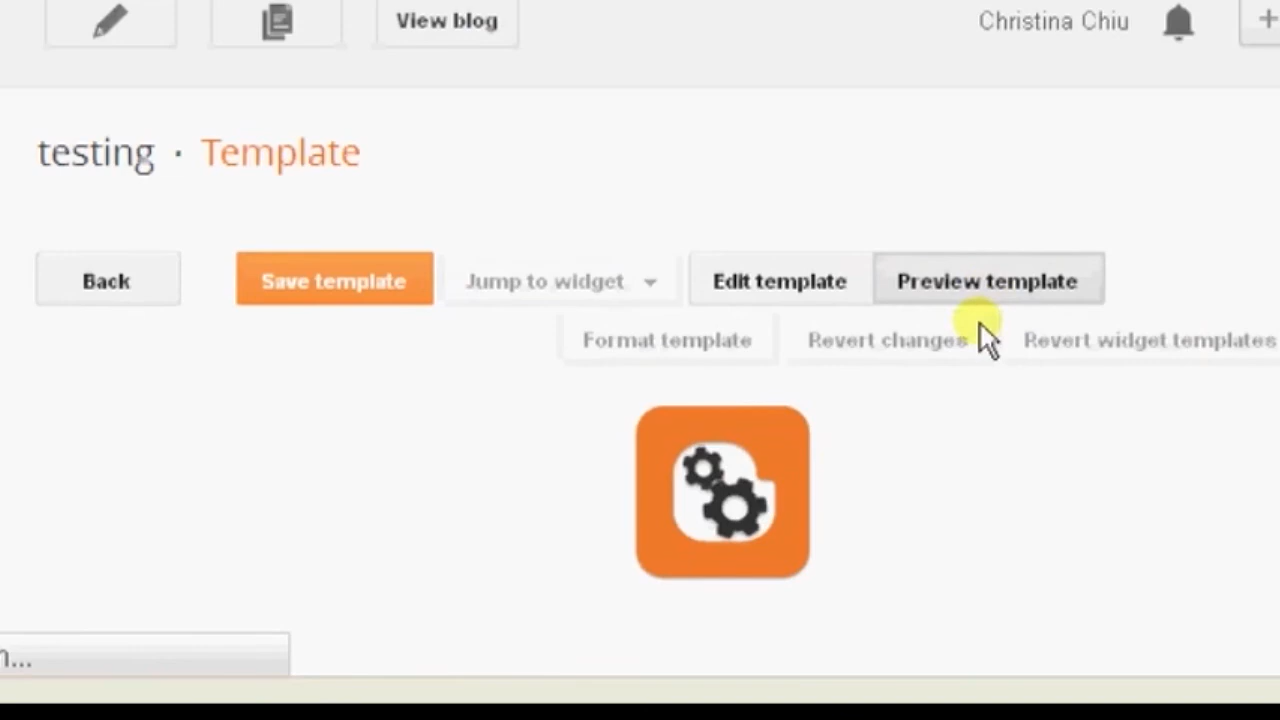 View blog
Christina Chiu
testing · Template
Back
Save template
Jump to widget
Edit template
Preview template
Format template
Revert changes
Revert widget templates